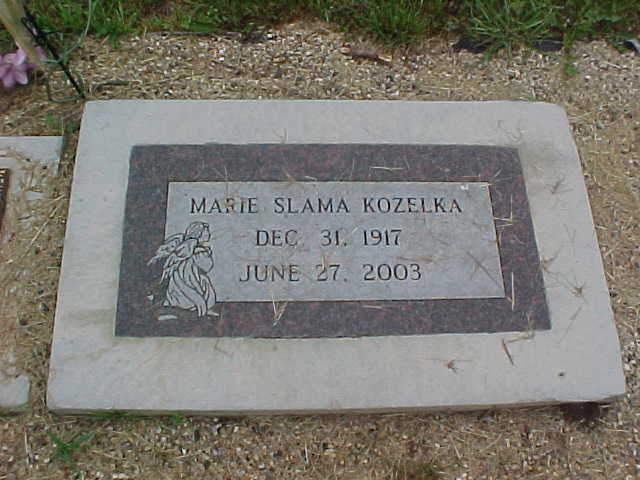 MARIE SLAMA KOZELKA
DEC. 31, 1917
JUNE 27, 2003